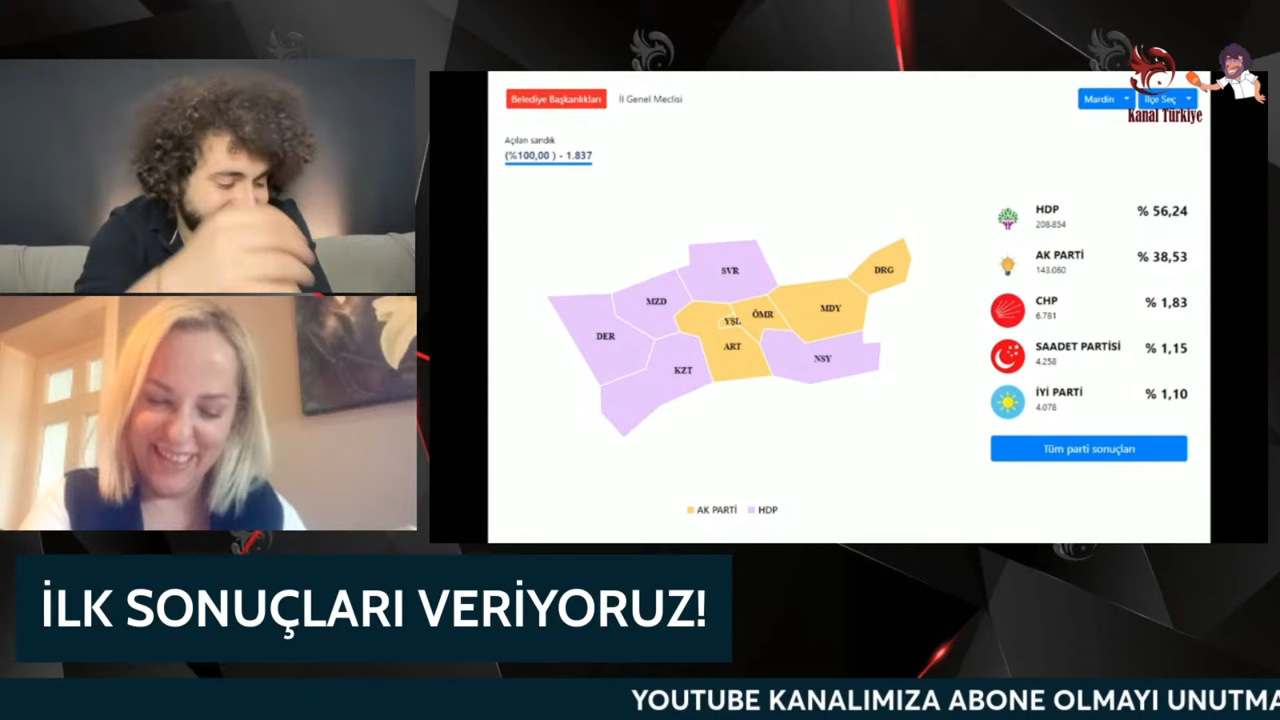 Belediye Başkanlıkları
İl Genel Meclisi
Mardin
İlçe Seç
Kanal Türkiye
Açılan sandık
(%100,00 ) - 1.837
HDP
% 56,24
208.854
AK PARTİ
% 38,53
143.060
CHP
% 1,83
6.781
SAADET PARTİSİ
% 1,15
4.258
İYİ PARTİ
% 1,10
4.078
Tüm parti sonuçları
SVR
DRG
MZD
MDY
ÖMR
YŞL
DER
ART
NSY
KZT
AK PARTİ
HDP
İLK SONUÇLARI VERİYORUZ!
YOUTUBE KANALIMIZA ABONE OLMAYI UNUTMA